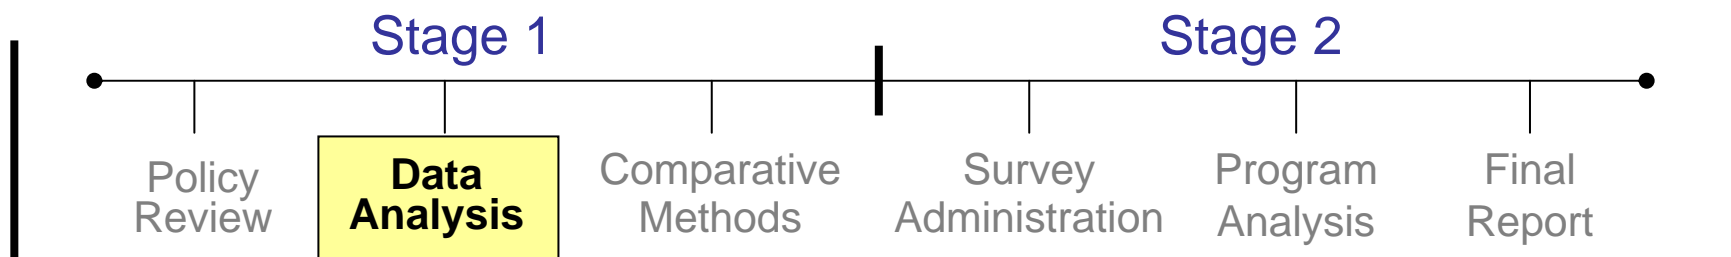 Stage 1
Stage 2
Policy
Review
Data
Analysis
Comparative
Methods
Survey
Administration
Program
Analysis
Final
Report